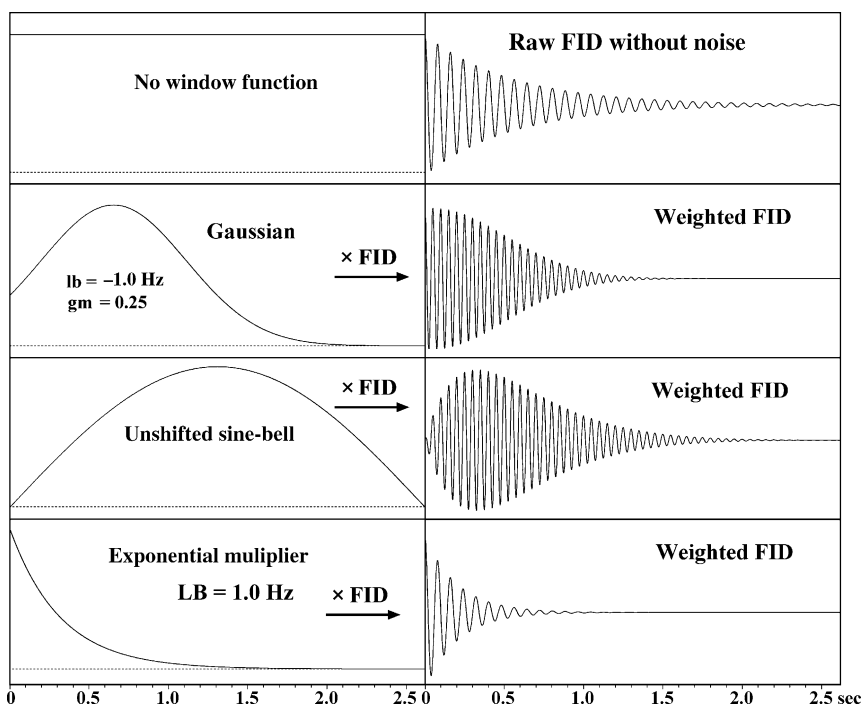 No window function
Raw FID without noise
Gaussian
lb = −1.0 Hz
gm = 0.25
× FID
Weighted FID
Unshifted sine-bell
× FID
Weighted FID
Exponential muliplier
LB = 1.0 Hz
× FID
Weighted FID
0 0.5 1.0 1.5 2.0 2.5 0 0.5 1.0 1.5 2.0 2.5 sec